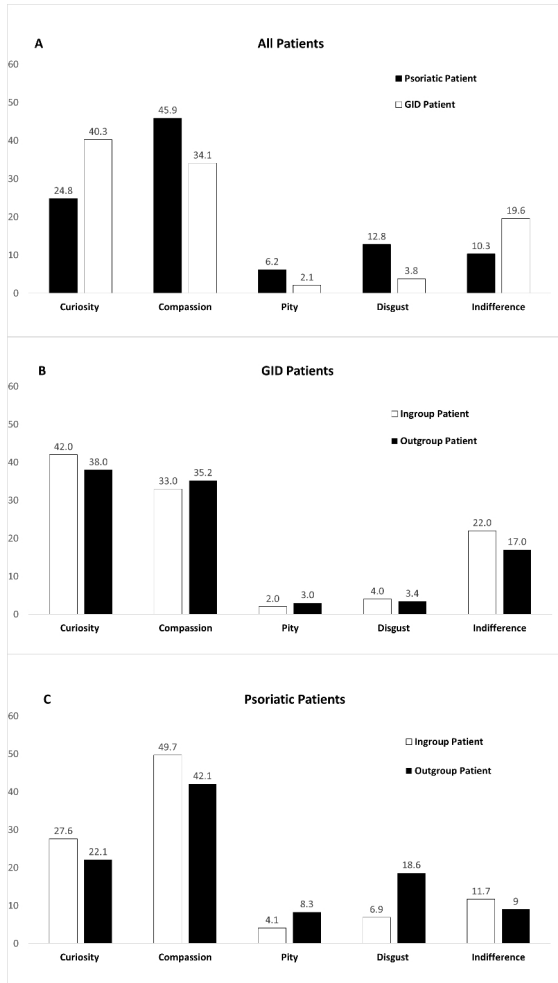 A
All Patients
60
Psoriatic Patient
50
45.9
GID Patient
40.3
40
34.1
30
24.8
19.6
20
12.8
10.3
10
6.2
3.8
2.1
0
Curiosity Compassion Pity Disgust Indifference
B
GID Patients
60
Ingroup Patient
50
Outgroup Patient
42.0
38.0
40
35.2
33.0
30
22.0
20
17.0
10
2.0 3.0 4.0 3.4
0
Curiosity Compassion Pity Disgust Indifference
C
Psoriatic Patients
60
Ingroup Patient
49.7
50
Outgroup Patient
42.1
40
27.6
30
22.1
18.6
20
11.7
8.3
9
10
6.9
4.1
0
Curiosity Compassion Pity Disgust Indifference